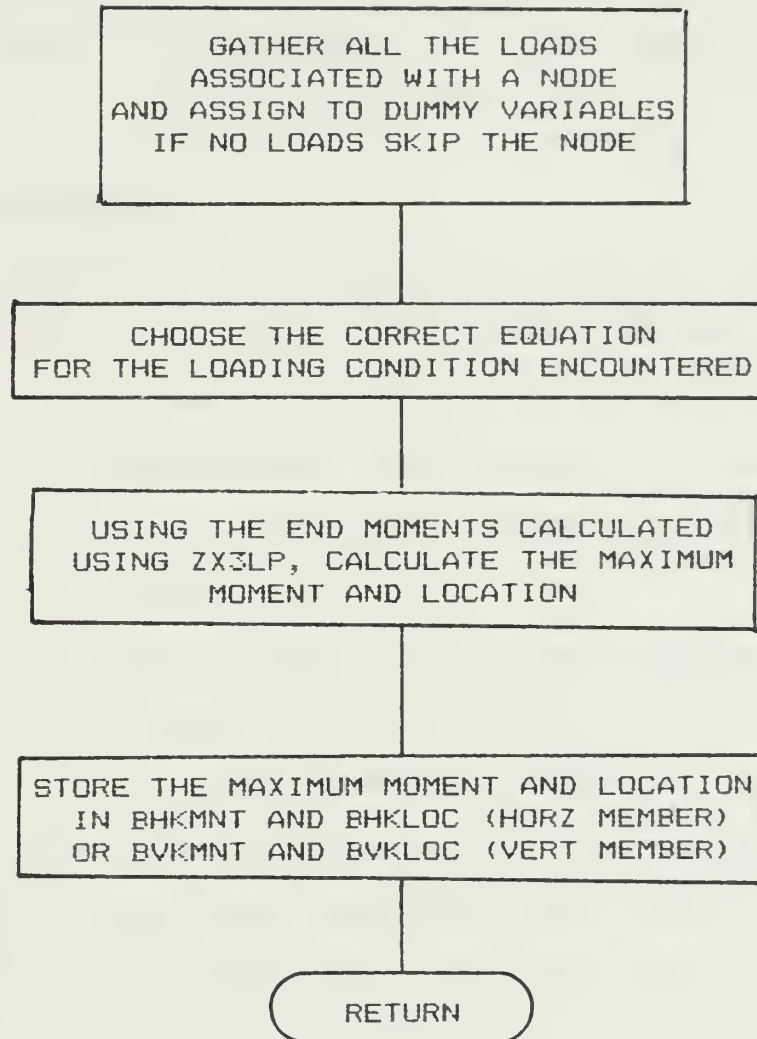 GATHER ALL THE LOADS
ASSOCIATED WITH A NODE
AND ASSIGN TO DUMMY VARIABLES
IF NO LOADS SKIP THE NODE
CHOOSE THE CORRECT EQUATION
FOR THE LOADING CONDITION ENCOUNTERED
USING THE END MOMENTS CALCULATED
USING ZX3LP, CALCULATE THE MAXIMUM
MOMENT AND LOCATION
STORE THE MAXIMUM MOMENT AND LOCATION
IN BHKMNT AND BHKLOC (HORZ MEMBER)
OR BVKMNT AND BVKLOC (VERT MEMBER)
RETURN